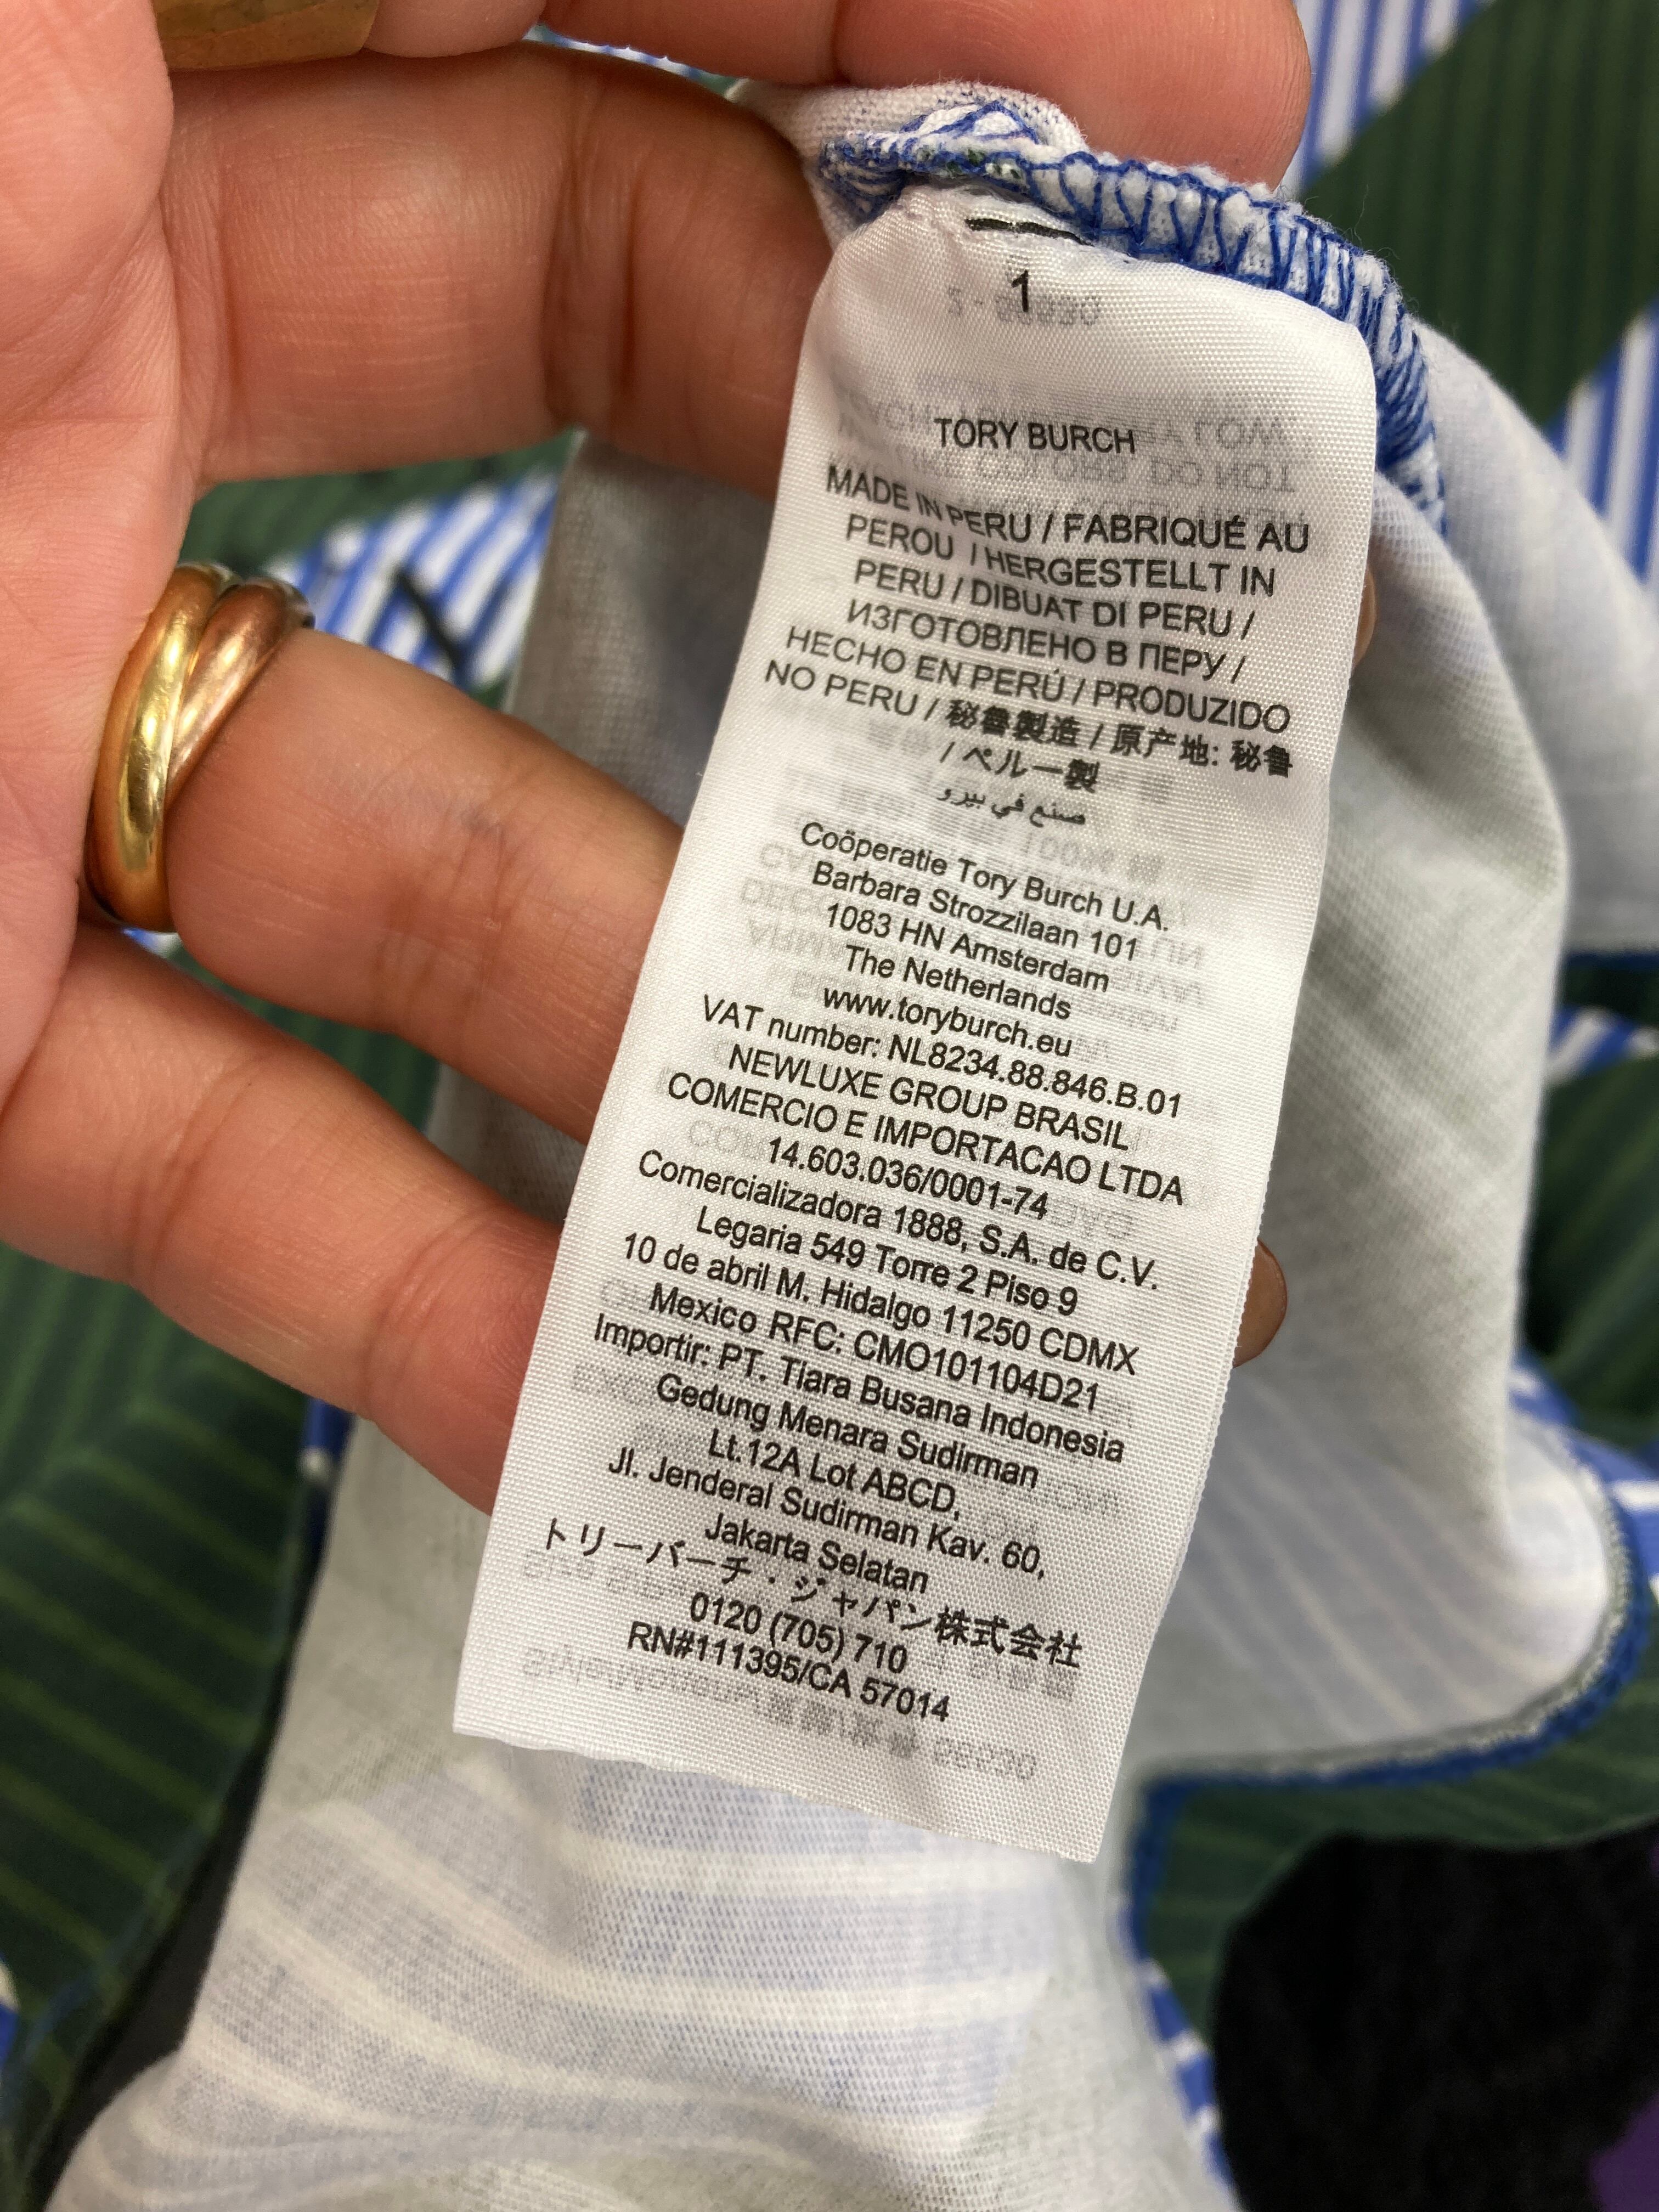 1
TORY BURCH
MADE IN PERU / FABRIQUÉ AU
PEROU / HERGESTELLT IN
PERU / DIBUAT DI PERU /
ИЗГОТОВЛЕНО В ПЕРУ /
HECHO EN PERÚ / PRODUZIDO
NO PERU / 秘鲁製造 / 原产地: 秘鲁
/ ペルー製
صنع في بيرو
Coöperatie Tory Burch U.A.
Barbara Strozzilaan 101
1083 HN Amsterdam
The Netherlands
www.toryburch.eu
VAT number: NL8234.88.846.B.01
NEWLUXE GROUP BRASIL
COMERCIO E IMPORTACAO LTDA
14.603.036/0001-74
Comercializadora 1888, S.A. de C.V.
Legaria 549 Torre 2 Piso 9
10 de abril M. Hidalgo 11250 CDMX
Mexico RFC: CMO101104D21
Importir: PT. Tiara Busana Indonesia
Gedung Menara Sudirman
Lt.12A Lot ABCD,
Jl. Jenderal Sudirman Kav. 60,
Jakarta Selatan
トリーバーチ・ジャパン株式会社
0120 (705) 710
RN#111395/CA 57014